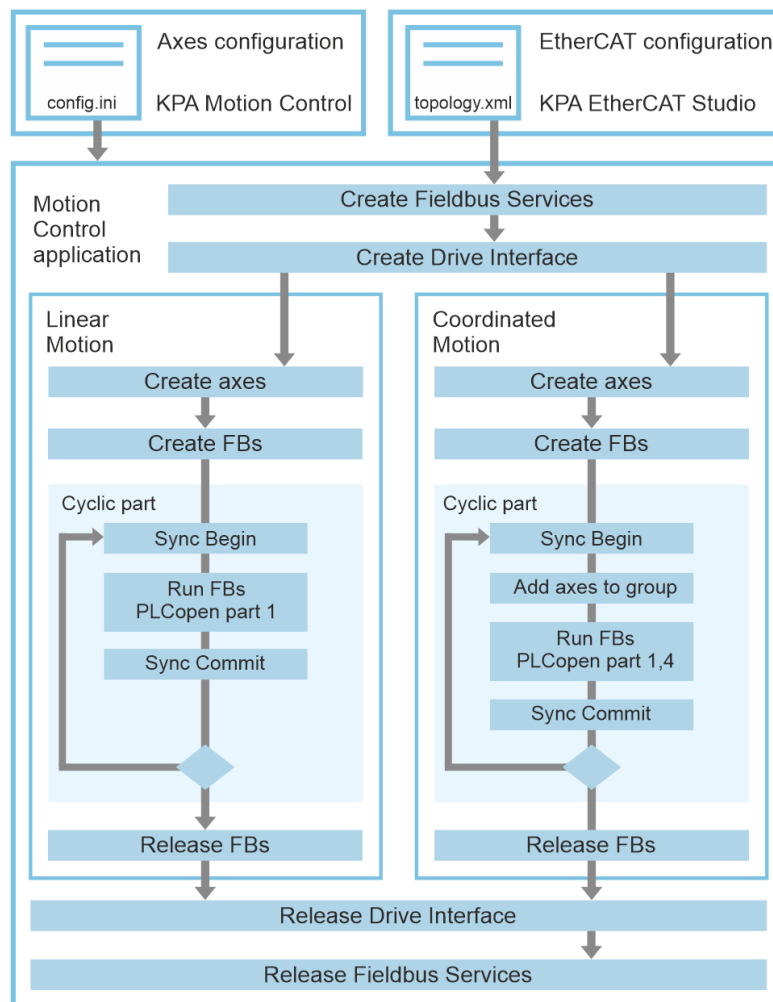 Axes configuration
config.ini
KPA Motion Control
EtherCAT configuration
topology.xml
KPA EtherCAT Studio
Motion
Control
application
Create Fieldbus Services
Create Drive Interface
Linear
Motion
Create axes
Create FBs
Cyclic part
Sync Begin
Run FBs
PLCopen part 1
Sync Commit
Release FBs
Coordinated
Motion
Create axes
Create FBs
Cyclic part
Sync Begin
Add axes to group
Run FBs
PLCopen part 1,4
Sync Commit
Release FBs
Release Drive Interface
Release Fieldbus Services